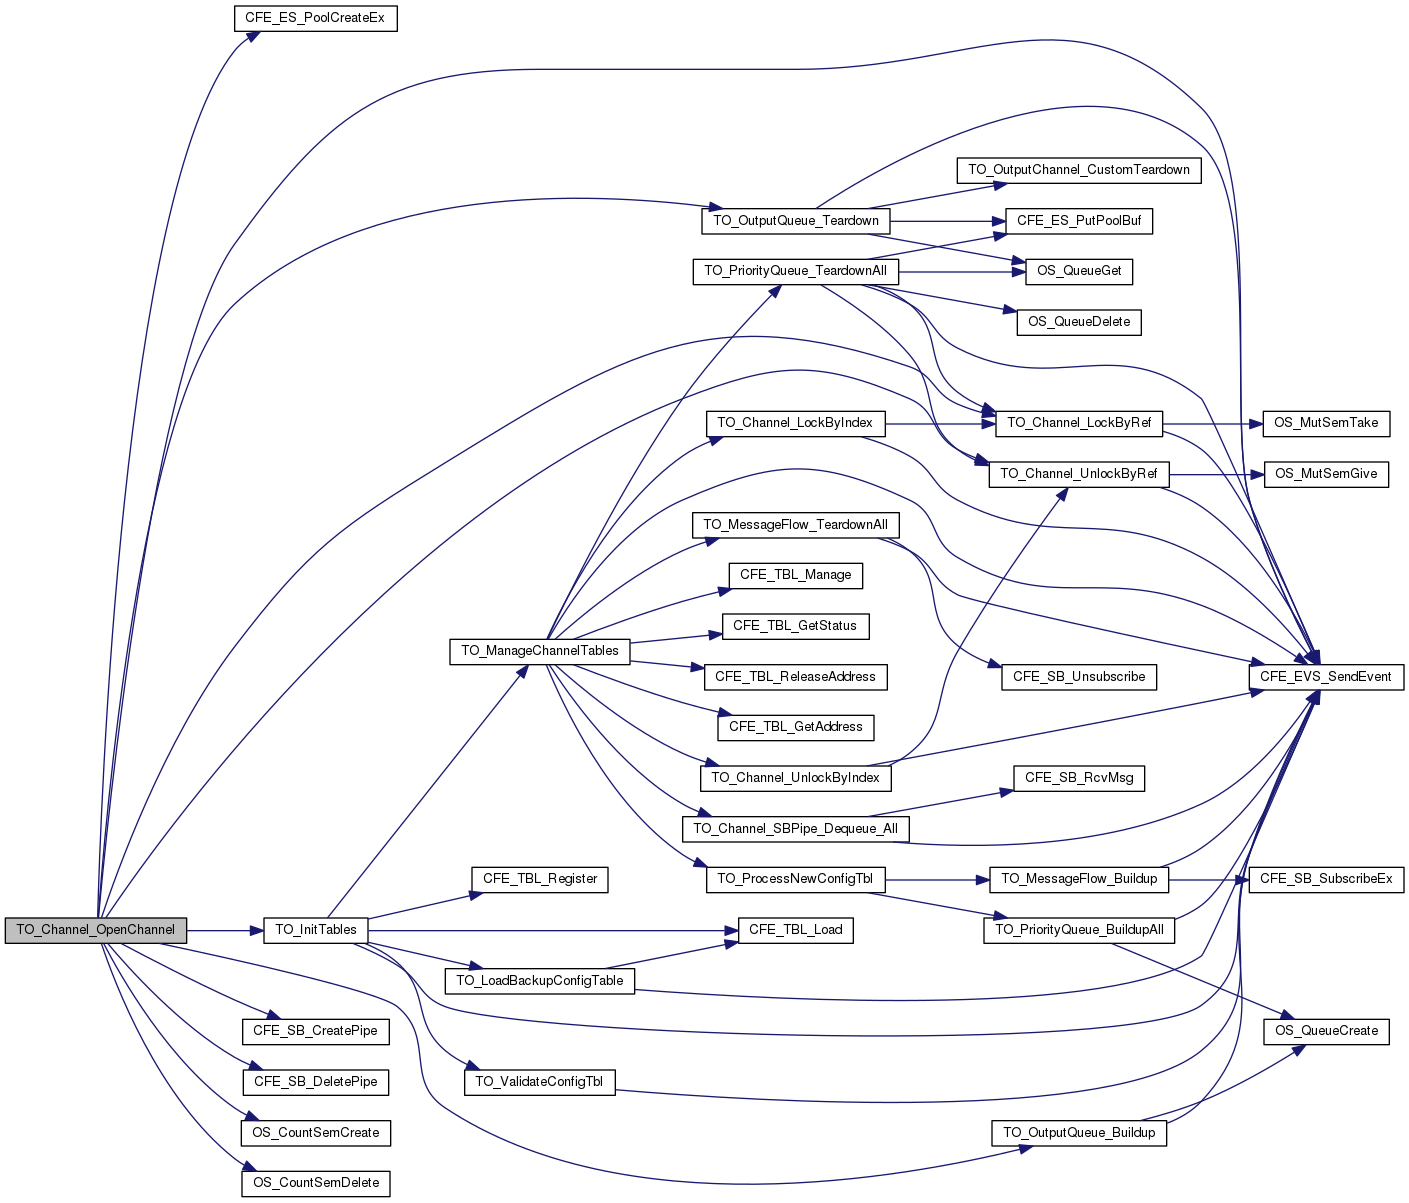 CFE_ES_PoolCreateEx
TO_OutputChannel_CustomTeardown
TO_OutputQueue_Teardown
CFE_ES_PutPoolBuf
TO_PriorityQueue_TeardownAll
OS_QueueGet
OS_QueueDelete
TO_Channel_LockByIndex
TO_Channel_LockByRef
OS_MutSemTake
TO_Channel_UnlockByRef
OS_MutSemGive
TO_MessageFlow_TeardownAll
CFE_TBL_Manage
CFE_TBL_GetStatus
TO_ManageChannelTables
CFE_TBL_ReleaseAddress
CFE_SB_Unsubscribe
CFE_EVS_SendEvent
CFE_TBL_GetAddress
TO_Channel_UnlockByIndex
CFE_SB_RcvMsg
TO_Channel_SBPipe_Dequeue_All
CFE_TBL_Register
TO_ProcessNewConfigTbl
TO_MessageFlow_Buildup
CFE_SB_SubscribeEx
TO_Channel_OpenChannel
TO_InitTables
CFE_TBL_Load
TO_PriorityQueue_BuildupAll
TO_LoadBackupConfigTable
CFE_SB_CreatePipe
OS_QueueCreate
CFE_SB_DeletePipe
TO_ValidateConfigTbl
OS_CountSemCreate
TO_OutputQueue_Buildup
OS_CountSemDelete